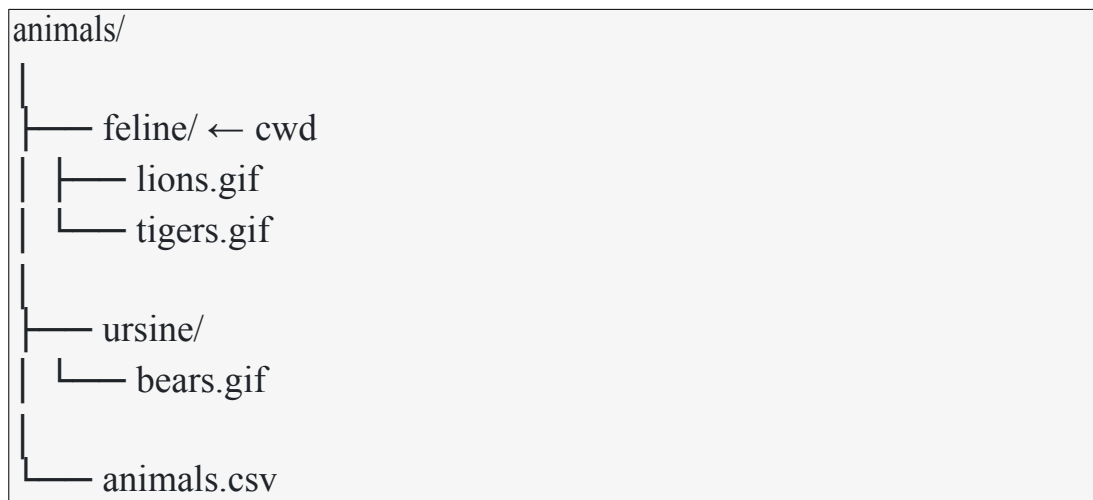 animals/
│
├── feline/ ← cwd
│ ├── lions.gif
│ └── tigers.gif
│
├── ursine/
│ └── bears.gif
│
└── animals.csv